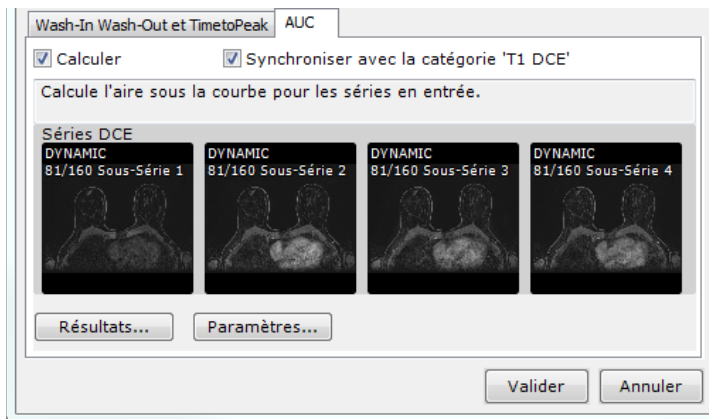 Wash-In Wash-Out et TimetoPeak AUC
Calculer Synchroniser avec la catégorie 'T1 DCE'
Calcule l'aire sous la courbe pour les séries en entrée.
Séries DCE
DYNAMIC DYNAMIC DYNAMIC DYNAMIC
81/160 Sous-Série 1 81/160 Sous-Série 2 81/160 Sous-Série 3 81/160 Sous-Série 4
Résultats... Paramètres...
Valider Annuler